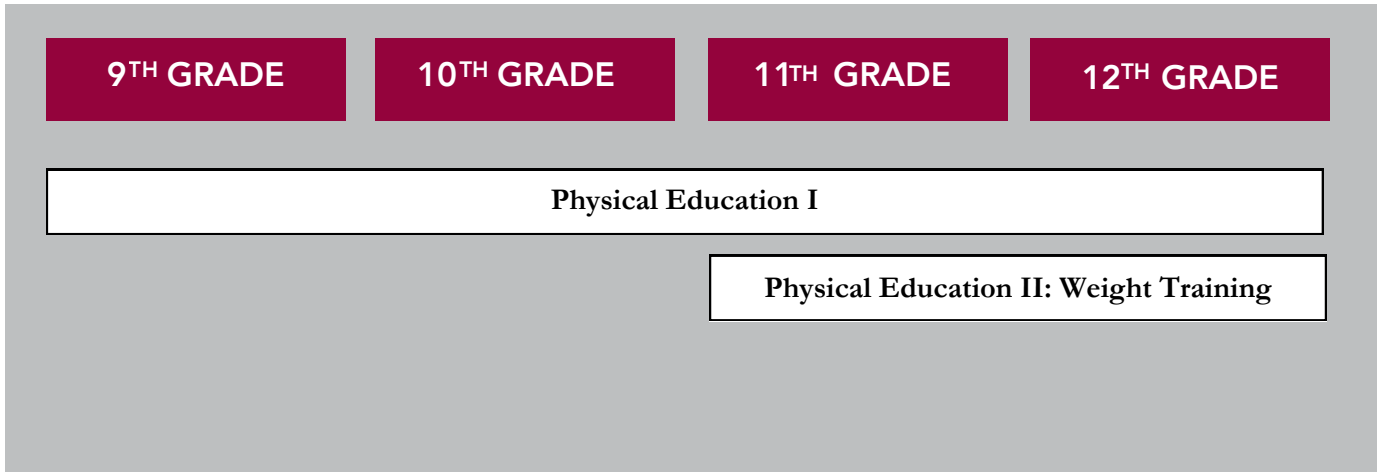 9TH GRADE 10TH GRADE 11TH GRADE 12TH GRADE
Physical Education I
Physical Education II: Weight Training